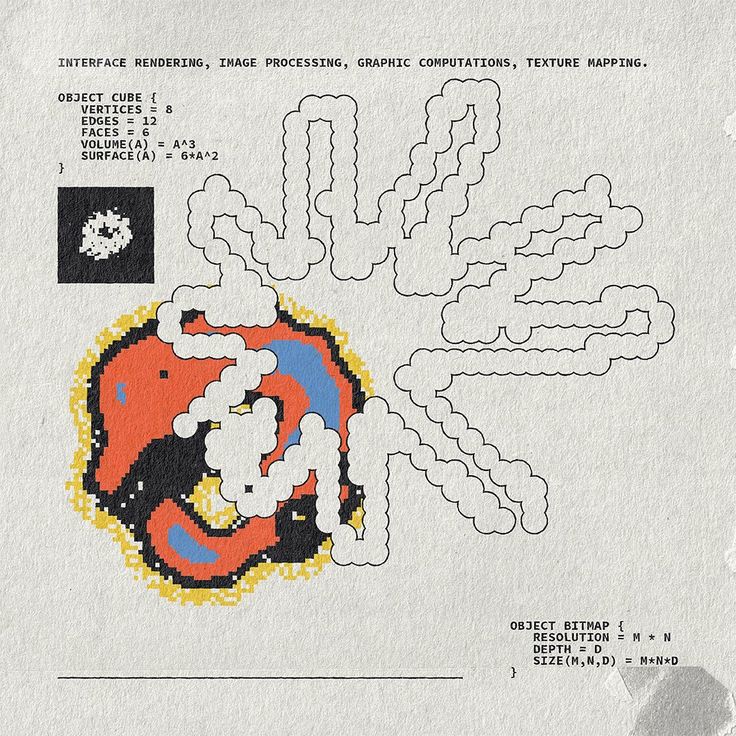 INTERFACE RENDERING, IMAGE PROCESSING, GRAPHIC COMPUTATIONS, TEXTURE MAPPING.
OBJECT CUBE {
VERTICES = 8
EDGES = 12
FACES = 6
VOLUME(A) = A^3
SURFACE(A) = 6*A^2
}
OBJECT BITMAP {
RESOLUTION = M * N
DEPTH = D
SIZE(M,N,D) = M*N*D
}